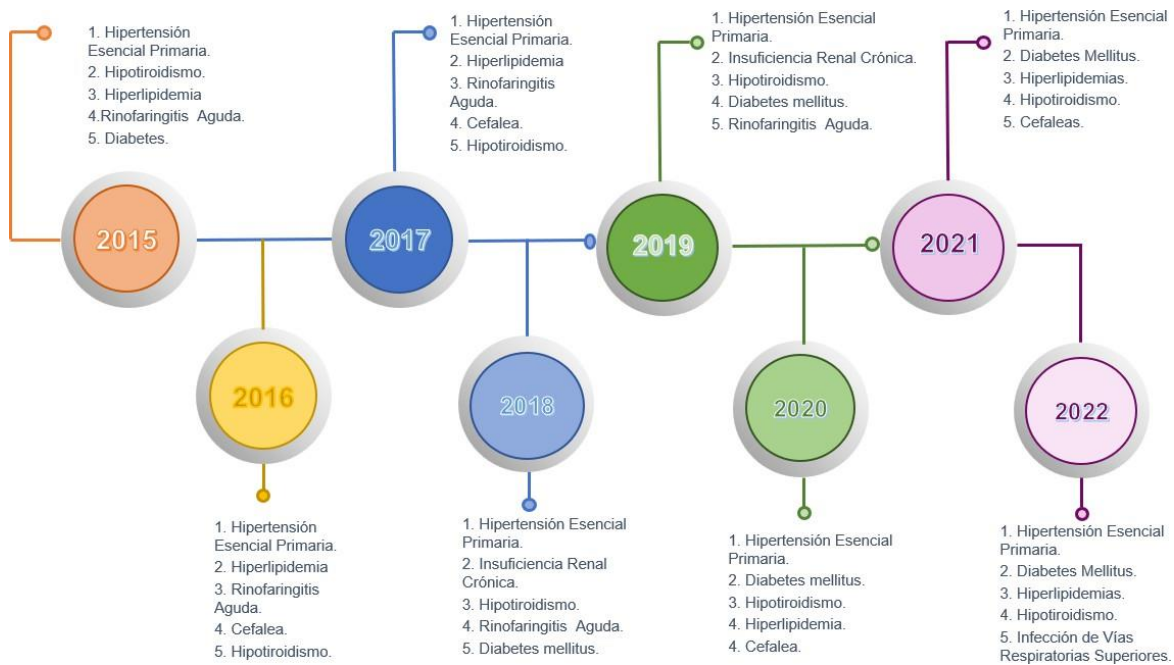 1. Hipertensión
Esencial Primaria.
2. Hipotiroidismo.
3. Hiperlipidemia
4.Rinofaringitis Aguda.
5. Diabetes.
1. Hipertensión
Esencial Primaria.
2. Hiperlipidemia
3. Rinofaringitis
Aguda.
4. Cefalea.
5. Hipotiroidismo.
1. Hipertensión Esencial
Primaria.
2. Insuficiencia Renal Crónica.
3. Hipotiroidismo.
4. Diabetes mellitus.
5. Rinofaringitis Aguda.
1. Hipertensión Esencial
Primaria.
2. Diabetes Mellitus.
3. Hiperlipidemias.
4. Hipotiroidismo.
5. Cefaleas.
2015
2017
2019
2021
2016
2018
2020
2022
1. Hipertensión
Esencial Primaria.
2. Hiperlipidemia
3. Rinofaringitis
Aguda.
4. Cefalea.
5. Hipotiroidismo.
1. Hipertensión Esencial
Primaria.
2. Insuficiencia Renal
Crónica.
3. Hipotiroidismo.
4. Rinofaringitis Aguda.
5. Diabetes mellitus.
1. Hipertensión Esencial
Primaria.
2. Diabetes mellitus.
3. Hipotiroidismo.
4. Hiperlipidemia.
4. Cefalea.
1. Hipertensión Esencial
Primaria.
2. Diabetes Mellitus.
3. Hiperlipidemias.
4. Hipotiroidismo.
5. Infección de Vías
Respiratorias Superiores.